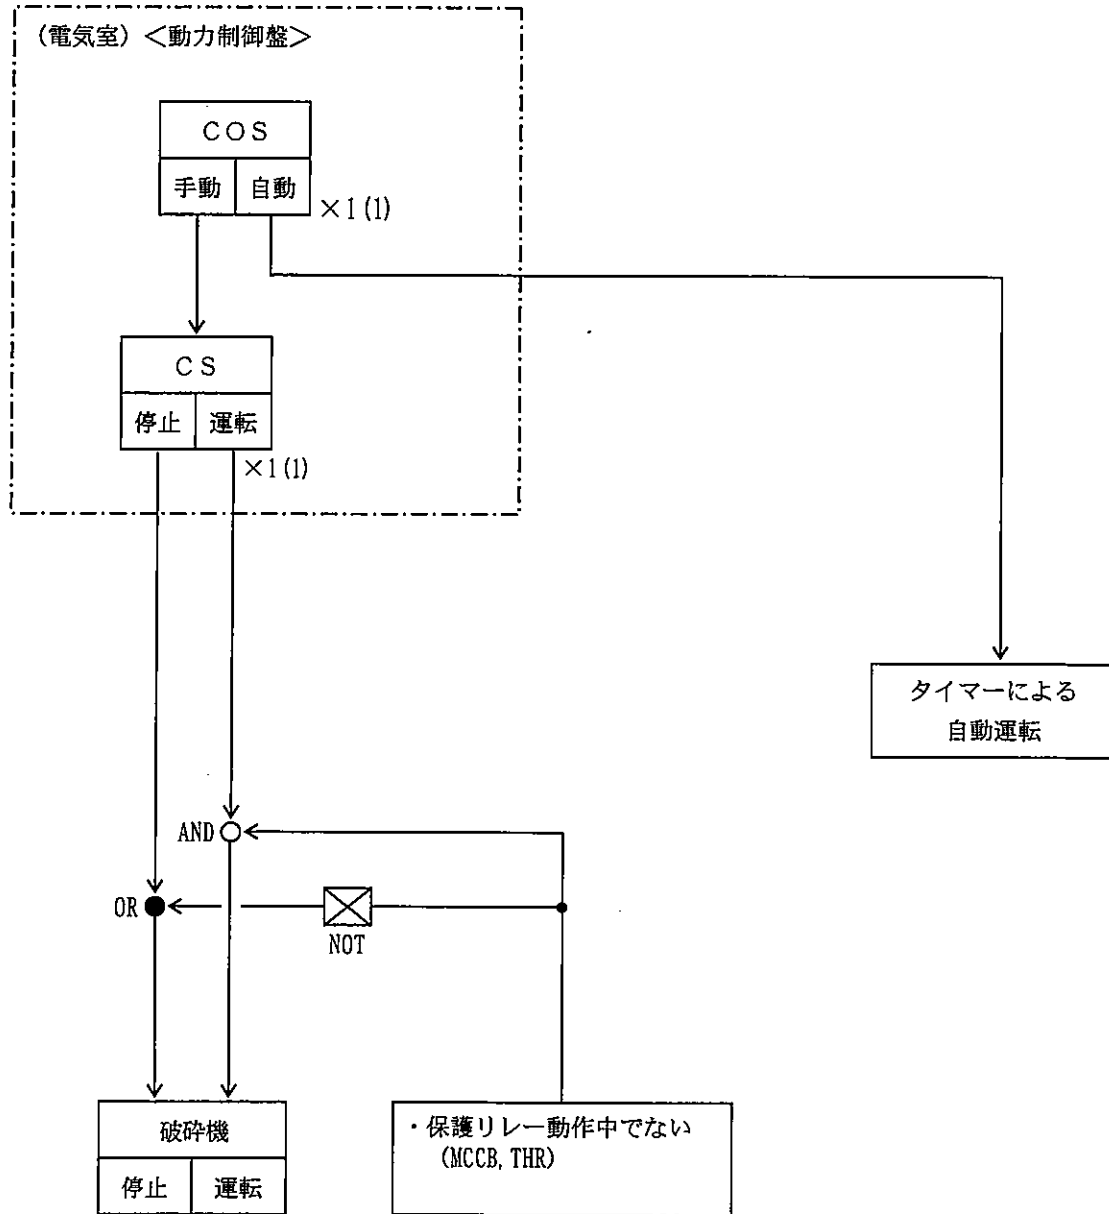 (電気室)<動力制御盤>
COS
手動 自動
×1(1)
CS
停止 運転
×1(1)
タイマーによる
自動運転
AND
OR
NOT
破砕機
停止 運転
・保護リレー動作中でない
(MCCB,THR)